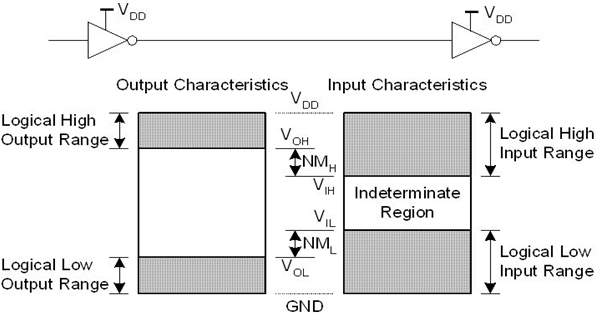 VDD
VDD
Output Characteristics
Input Characteristics
VDD
Logical High
Output Range
VOH
NMH
VIH
Logical High
Input Range
Indeterminate
Region
VIL
NML
VOL
Logical Low
Output Range
Logical Low
Input Range
GND